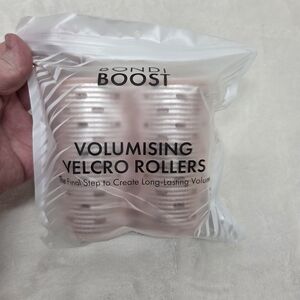 BONDI
BOOST
VOLUMISING
VELCRO ROLLERS
The Final Step to Create Long-Lasting Volume